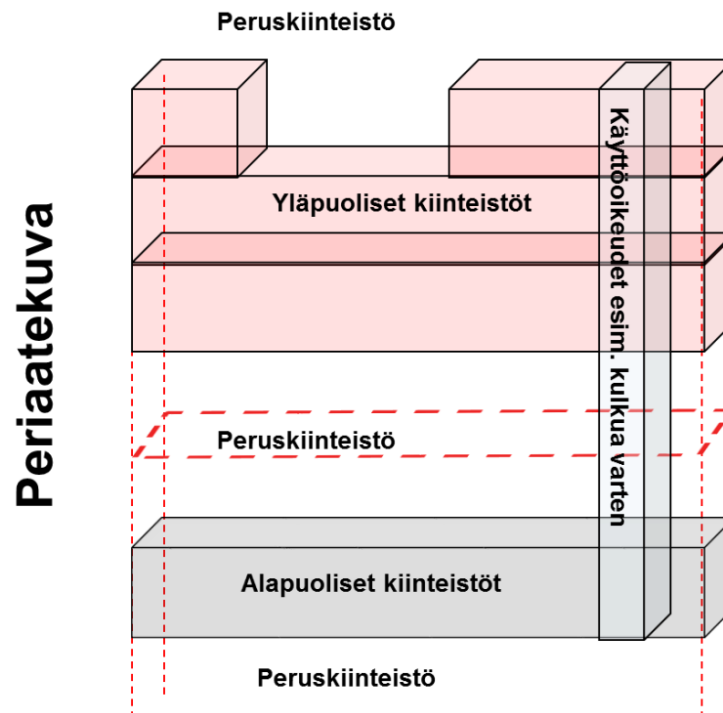 Peruskiinteistö
Periaatekuva
Yläpuoliset kiinteistöt
Käyttöoikeudet esim. kulkua varten
Peruskiinteistö
Alapuoliset kiinteistöt
Peruskiinteistö